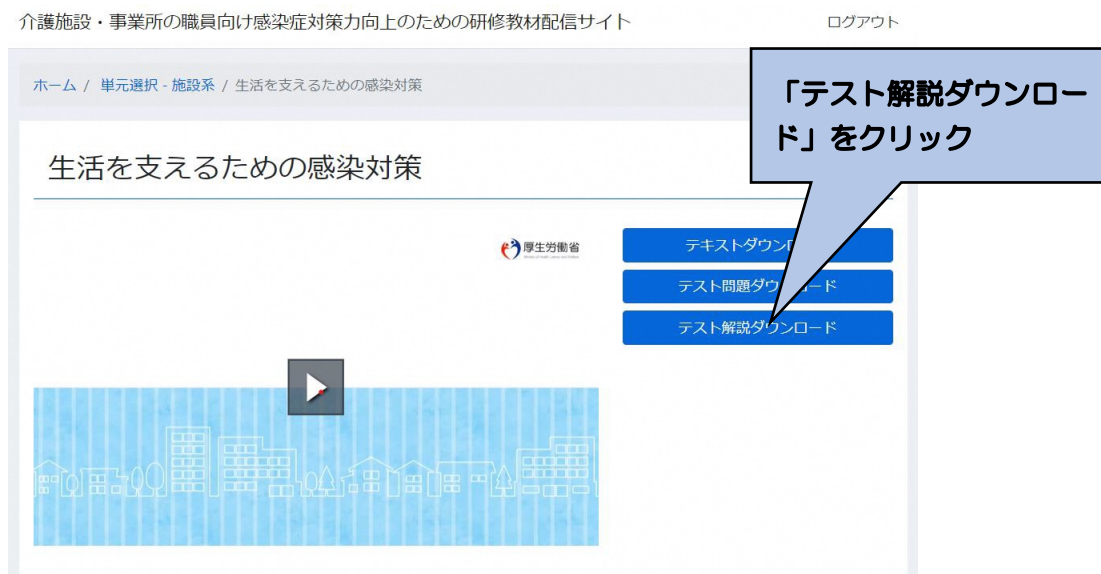 介護施設・事業所の職員向け感染症対策力向上のための研修教材配信サイト
ログアウト
ホーム / 単元選択 - 施設系 / 生活を支えるための感染対策
「テスト解説ダウンロー
ド」をクリック
生活を支えるための感染対策
厚生労働省
テキストダウンロ
テスト問題ダウ ロード
テスト解説ダウンロード